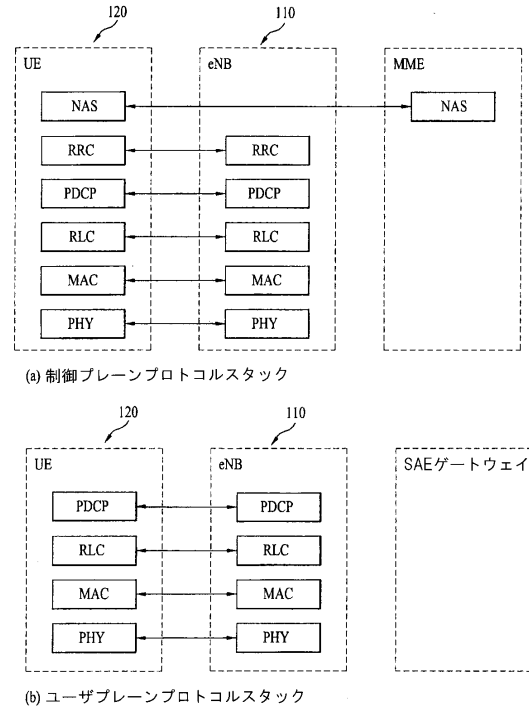 120
110
UE
eNB
MME
NAS
NAS
RRC
RRC
PDCP
PDCP
RLC
RLC
MAC
MAC
PHY
PHY
(a) 制御プレーンプロトコルスタック
120
110
UE
eNB
SAEゲートウェイ
PDCP
PDCP
RLC
RLC
MAC
MAC
PHY
PHY
(b) ユーザプレーンプロトコルスタック